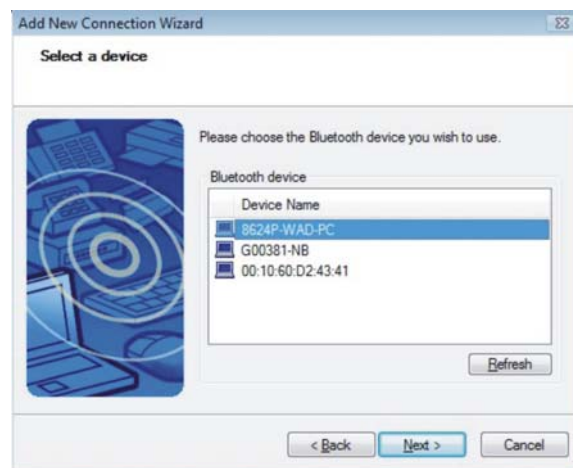 Add New Connection Wizard
Select a device
Please choose the Bluetooth device you wish to use.
Bluetooth device
Device Name
8624P-WAD-PC
G00381-NB
00:10:60:D2:43:41
Refresh
< Back
Next >
Cancel